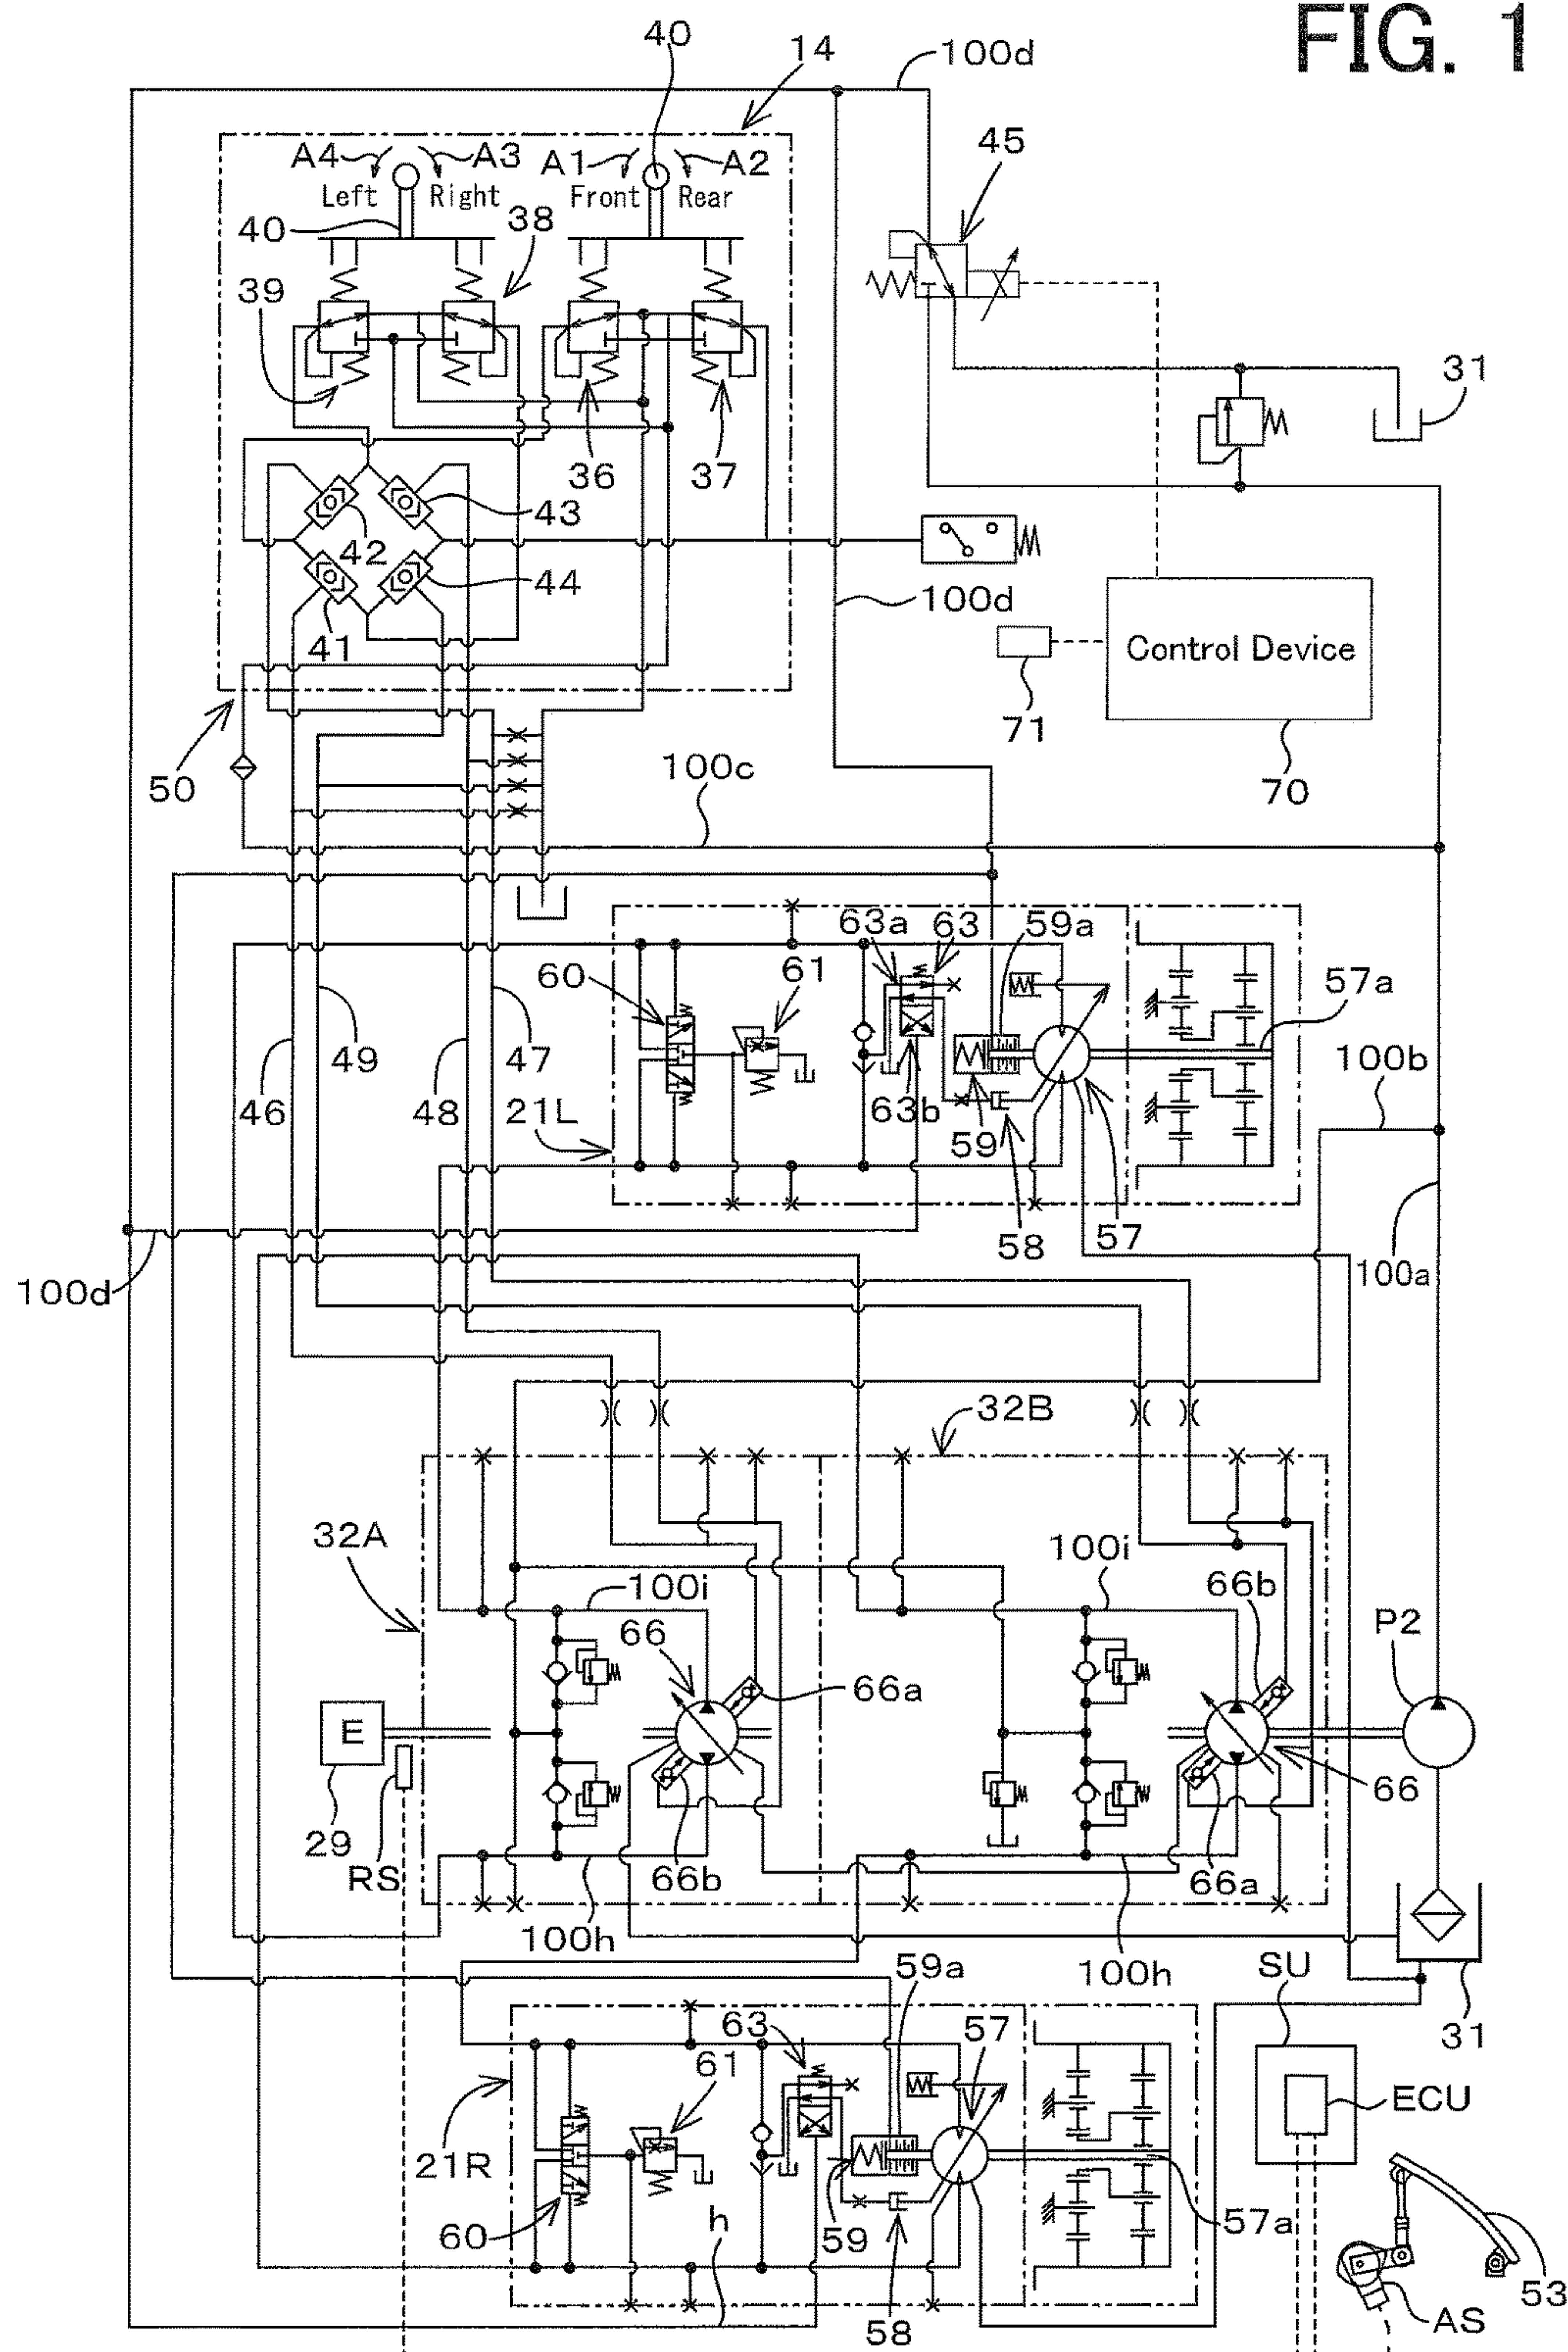 FIG. 1
40
14
100d
A4
A3
A1
A2
45
Left
Right
Front
Rear
40
38
39
31
36
37
43
42
44
100d
41
Control Device
71
50
70
100c
63a
63
59a
60
61
57a
49
47
100b
46
48
21L
63b
59
58
57
100a
100d
32B
32A
100i
100i
66b
66
P2
66a
E
66
29
RS
66b
66a
100h
100h
SU
59a
31
63
57
61
ECU
21R
h
60
59
57a
53
58
AS